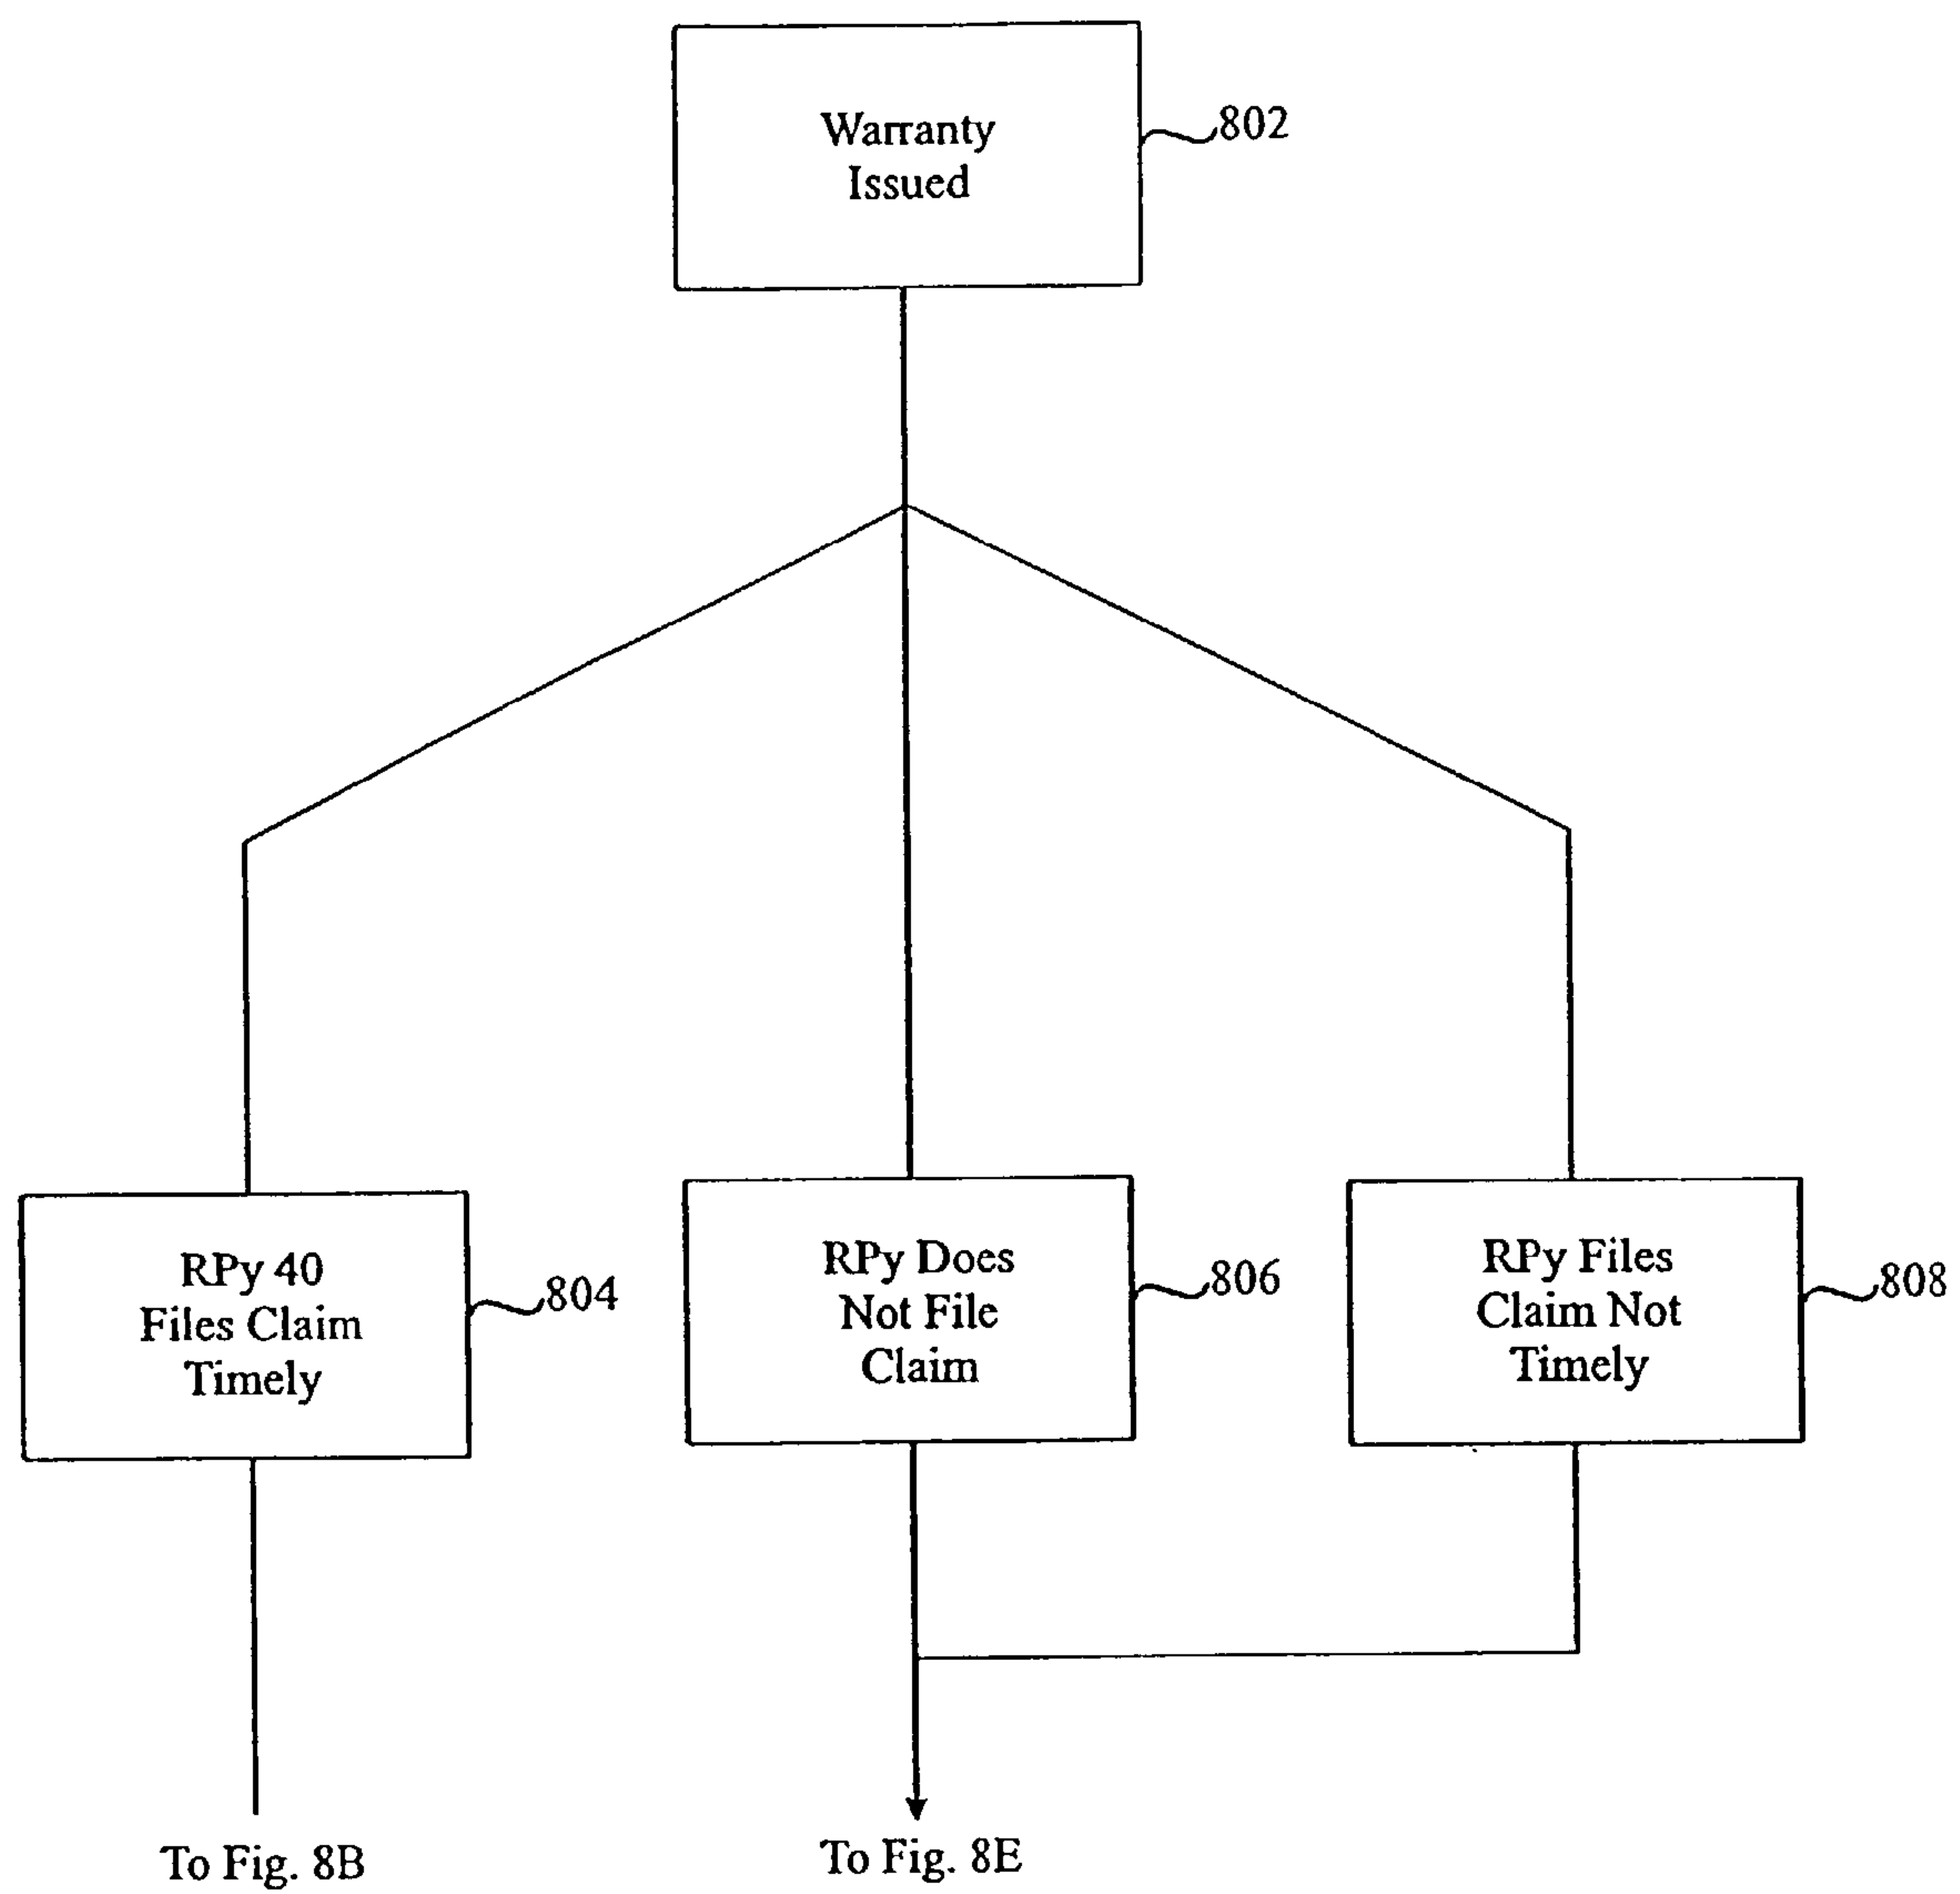 Warranty
Issued
802
RPy 40
Files Claim
Timely
804
RPy Does
Not File
Claim
806
RPy Files
Claim Not
Timely
808
To Fig. 8B
To Fig. 8E